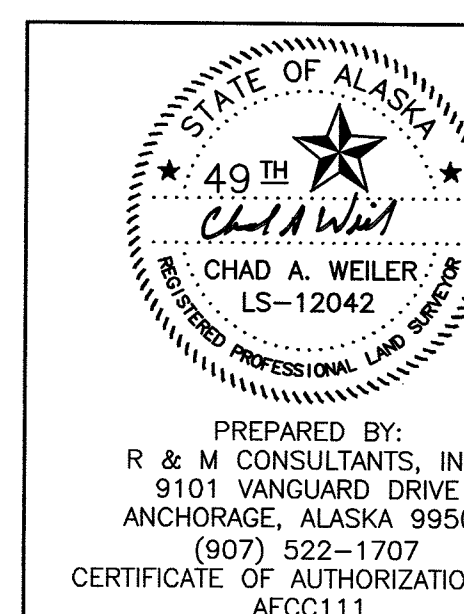 STATE OF ALASKA
49 TH
Chad A Weil
CHAD A. WEILER
LS-12042
REGISTERED PROFESSIONAL LAND SURVEYOR
PREPARED BY:
R & M CONSULTANTS, IN
9101 VANGUARD DRIVE
ANCHORAGE, ALASKA 9950
(907) 522-1707
CERTIFICATE OF AUTHORIZATIO
AECC111